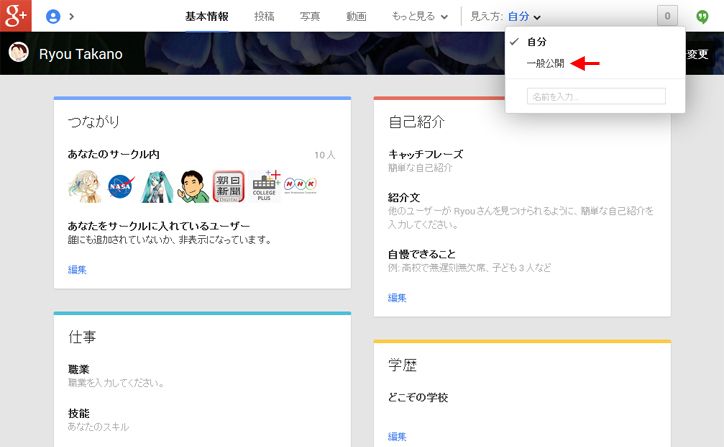 g+
基本情報 投稿 写真 動画 もっと見る 見え方: 自分 0
自分
一般公開
名前を入力...
Ryou Takano
変更
つながり
あなたのサークル内 10 人
NASA
朝日新聞
DIGITAL
COLLEGE PLUS
NHK
あなたをサークルに入れているユーザー
誰にも追加されていないか、非表示になっています。
編集
自己紹介
キャッチフレーズ
簡単な自己紹介
紹介文
他のユーザーが Ryouさんを見つけられるように、簡単な自己紹介を
入力してください。
自慢できること
例: 高校で無遅刻無欠席、子ども 3 人など
編集
仕事
職業
職業を入力してください。
技能
あなたのスキル
学歴
どこぞの学校
編集